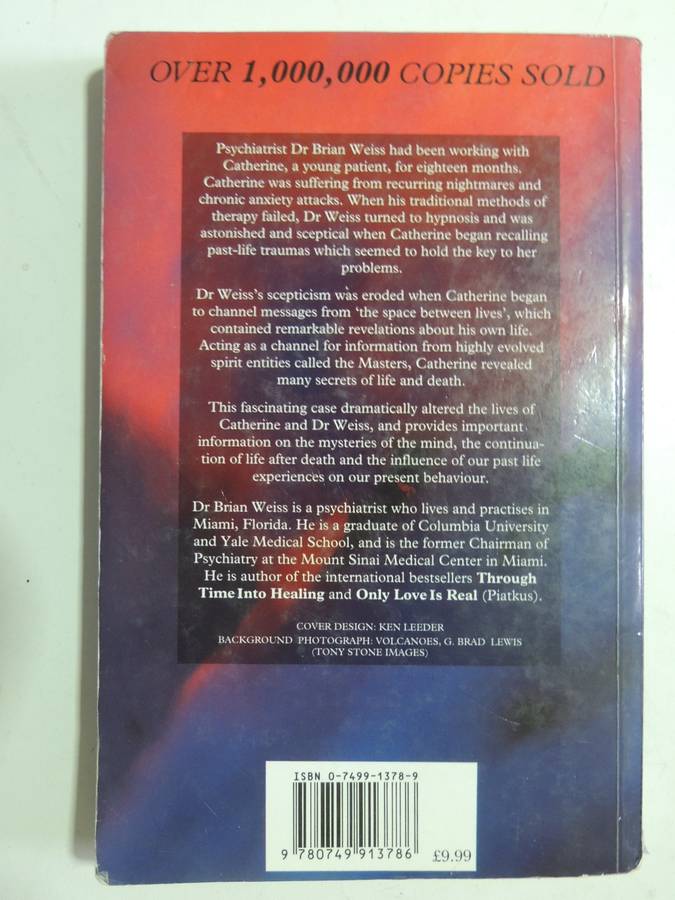 OVER 1,000,000 COPIES SOLD
Psychiatrist Dr Brian Weiss had been working with
Catherine, a young patient, for eighteen months.
Catherine was suffering from recurring nightmares and
chronic anxiety attacks. When his traditional methods of
therapy failed, Dr Weiss turned to hypnosis and was
astonished and sceptical when Catherine began recalling
past-life traumas which seemed to hold the key to her
problems.
Dr Weiss's scepticism was eroded when Catherine began
to channel messages from 'the space between lives', which
contained remarkable revelations about his own life.
Acting as a channel for information from highly evolved
spirit entities called the Masters, Catherine revealed
many secrets of life and death.
This fascinating case dramatically altered the lives of
Catherine and Dr Weiss, and provides important
information on the mysteries of the mind, the continua-
tion of life after death and the influence of our past life
experiences on our present behaviour.
Dr Brian Weiss is a psychiatrist who lives and practises in
Miami, Florida. He is a graduate of Columbia University
and Yale Medical School, and is the former Chairman of
Psychiatry at the Mount Sinai Medical Center in Miami.
He is author of the international bestsellers Through
Time Into Healing and Only Love Is Real (Piatkus).
COVER DESIGN: KEN LEEDER
BACKGROUND PHOTOGRAPH: VOLCANOES, G. BRAD LEWIS
(TONY STONE IMAGES)
ISBN 0-7499-1378-9
9 780749 913786
£9.99